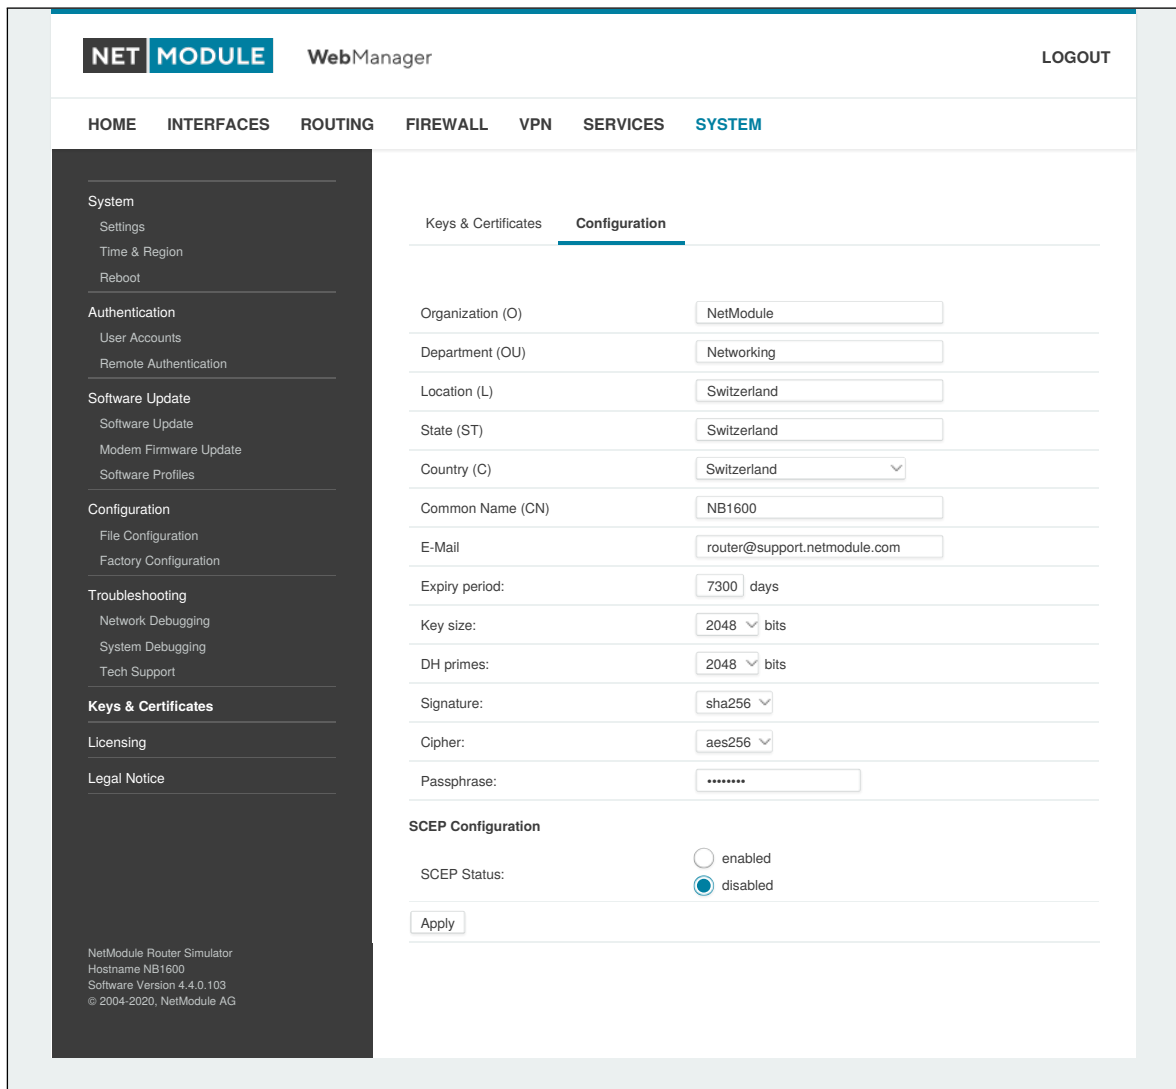 NET MODULE WebManager LOGOUT
HOME INTERFACES ROUTING FIREWALL VPN SERVICES SYSTEM
System
Settings
Time & Region
Reboot
Authentication
User Accounts
Remote Authentication
Software Update
Software Update
Modem Firmware Update
Software Profiles
Configuration
File Configuration
Factory Configuration
Troubleshooting
Network Debugging
System Debugging
Tech Support
Keys & Certificates
Licensing
Legal Notice
NetModule Router Simulator
Hostname NB1600
Software Version 4.4.0.103
© 2004-2020, NetModule AG
Keys & Certificates Configuration
Organization (O) NetModule
Department (OU) Networking
Location (L) Switzerland
State (ST) Switzerland
Country (C) Switzerland
Common Name (CN) NB1600
E-Mail router@support.netmodule.com
Expiry period: 7300 days
Key size: 2048 bits
DH primes: 2048 bits
Signature: sha256
Cipher: aes256
Passphrase: ••••••••
SCEP Configuration
SCEP Status: enabled
disabled
Apply